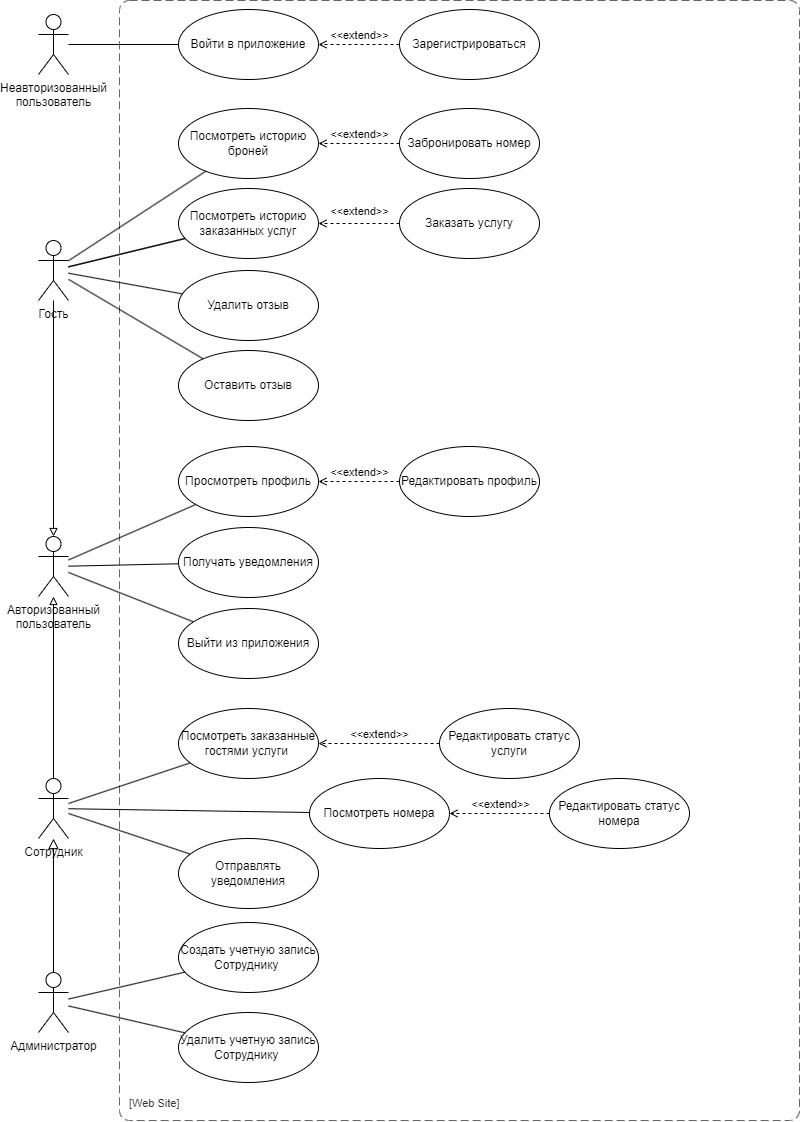 Войти в приложение
<<extend>>
Зарегистрироваться
Неавторизованный
пользователь
Посмотреть историю
броней
<<extend>>
Забронировать номер
Посмотреть историю
заказанных услуг
<<extend>>
Заказать услугу
Гость
Удалить отзыв
Оставить отзыв
Просмотреть профиль
<<extend>>
Редактировать профиль
Получать уведомления
Авторизованный
пользователь
Выйти из приложения
Посмотреть заказанные
гостями услуги
<<extend>>
Редактировать статус
услуги
Посмотреть номера
<<extend>>
Редактировать статус
номера
Сотрудник
Отправлять
уведомления
Создать учетную запись
Сотруднику
Администратор
Удалить учетную запись
Сотруднику
[Web Site]